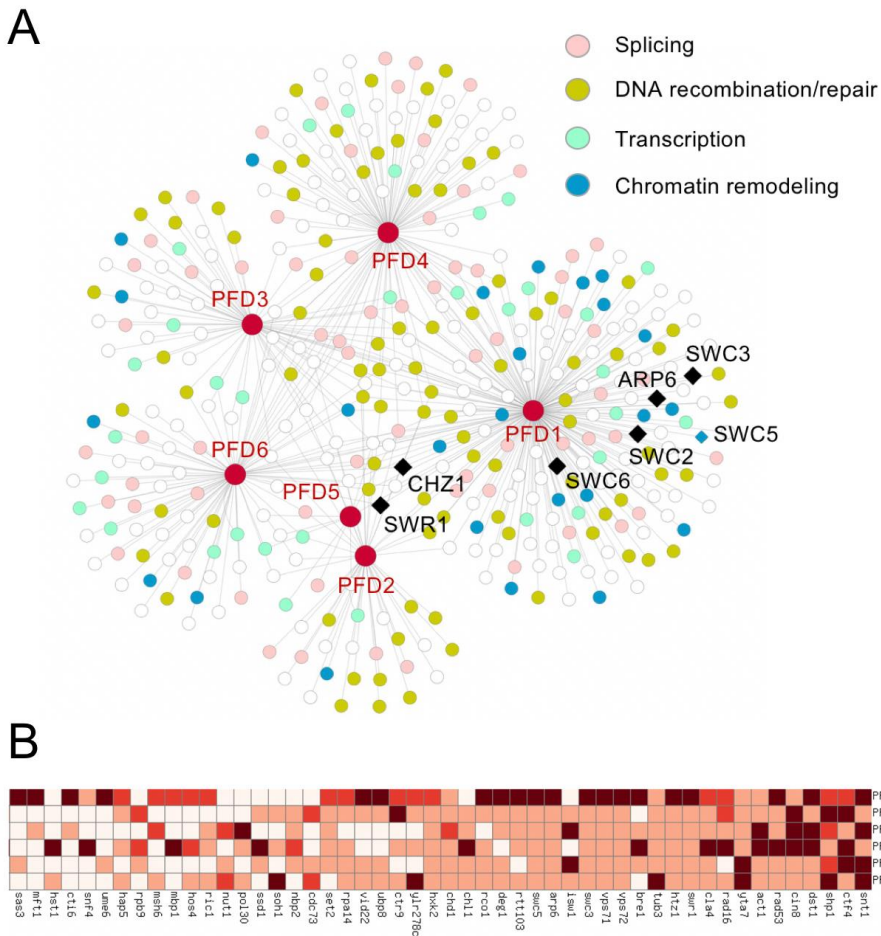 A
Splicing
DNA recombination/repair
Transcription
Chromatin remodeling
PFD4
PFD3
SWC3
ARP6
PFD1
SWC5
SWC2
PFD6
SWC6
CHZ1
PFD5
SWR1
PFD2
B
sas3
mft1
hst1
cti6
snf4
ume6
hap5
rpb9
msh6
mbp1
hos4
ric1
nut1
pol30
ssd1
soh1
nbp2
cdc73
set2
rpa14
vid22
ubp8
ctr9
ylr278c
hxk2
chd1
chl1
rco1
deg1
rtt103
swc5
arp6
isw1
swc3
vps71
vps72
bre1
tub3
htz1
swr1
cla4
rad16
yta7
act1
rad53
cin8
dst1
shp1
ctf4
snt1